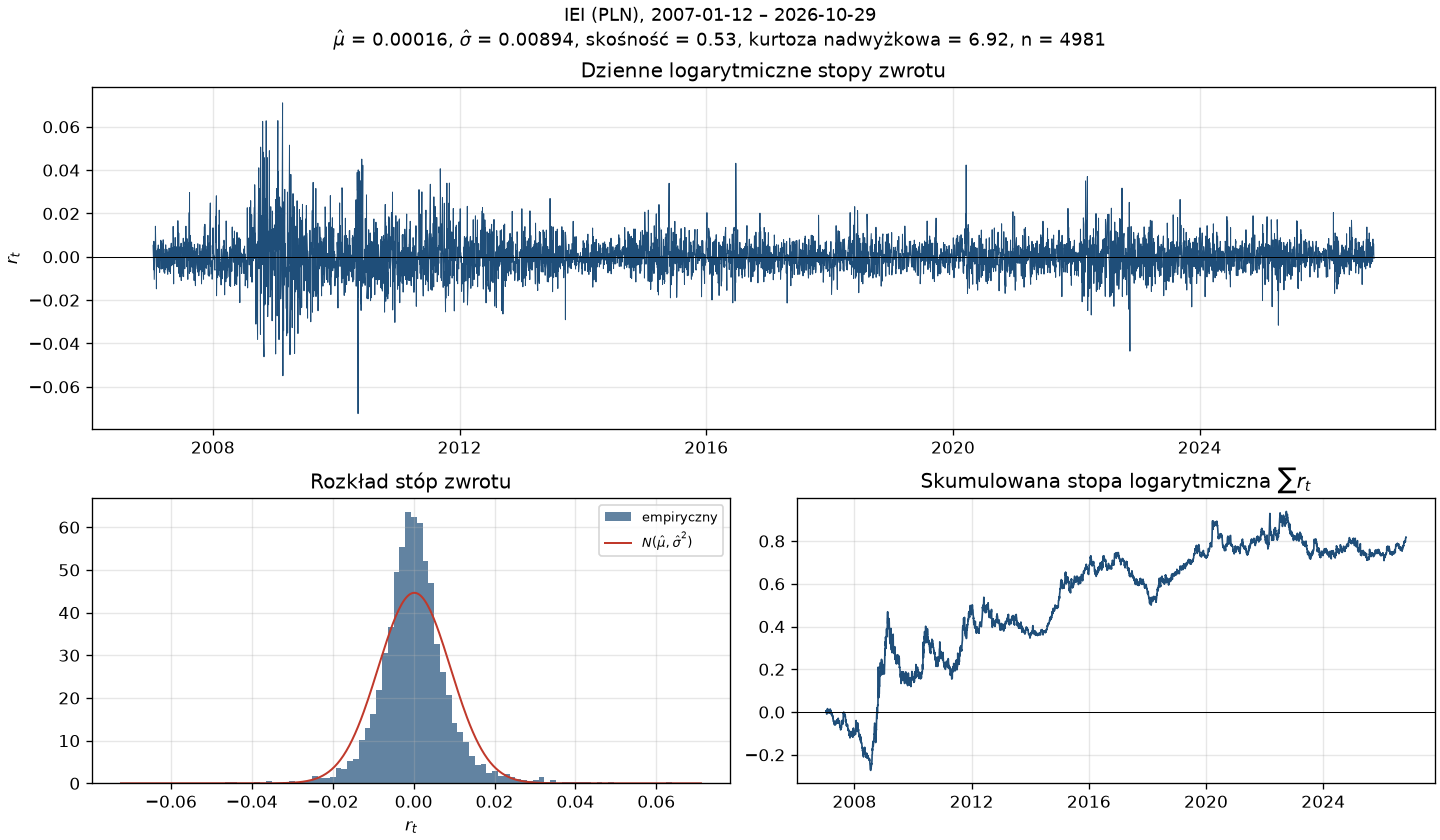 IEI (PLN), 2007-01-12 – 2026-10-29
μ̂ = 0.00016, σ̂ = 0.00894, skośność = 0.53, kurtoza nadwyżkowa = 6.92, n = 4981
Dzienne logarytmiczne stopy zwrotu
r_t
0.06
0.04
0.02
0.00
−0.02
−0.04
−0.06
2008 2012 2016 2020 2024
Rozkład stóp zwrotu
empiryczny
N(μ̂, σ̂²)
60
50
40
30
20
10
0
−0.06 −0.04 −0.02 0.00 0.02 0.04 0.06
r_t
Skumulowana stopa logarytmiczna ∑r_t
0.8
0.6
0.4
0.2
0.0
−0.2
2008 2012 2016 2020 2024